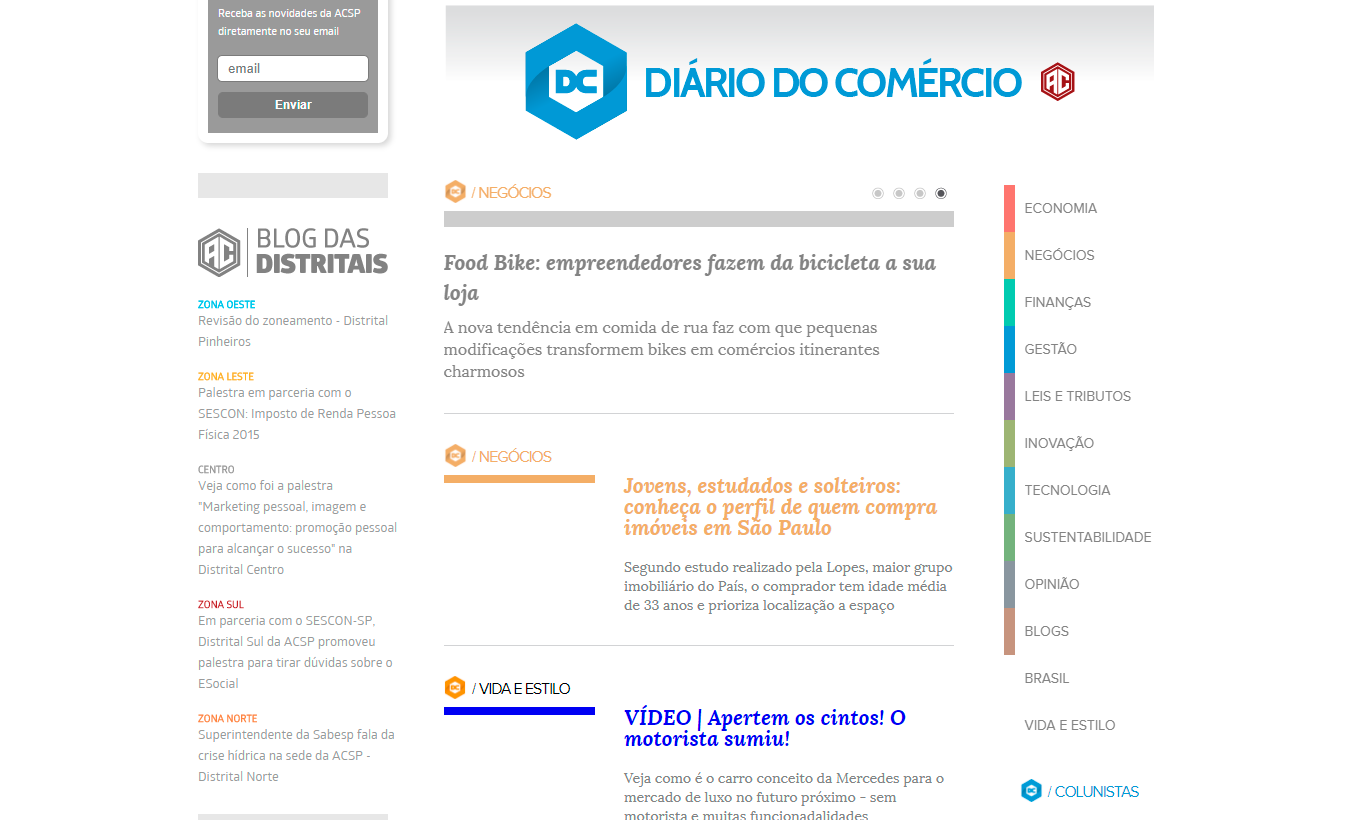 Receba as novidades da ACSP
diretamente no seu email
email
Enviar
BLOG DAS
DISTRITAIS
ZONA OESTE
Revisão do zoneamento - Distrital
Pinheiros
ZONA LESTE
Palestra em parceria com o
SESCON: Imposto de Renda Pessoa
Física 2015
CENTRO
Veja como foi a palestra
"Marketing pessoal, imagem e
comportamento: promoção pessoal
para alcançar o sucesso" na
Distrital Centro
ZONA SUL
Em parceria com o SESCON-SP,
Distrital Sul da ACSP promoveu
palestra para tirar dúvidas sobre o
ESocial
ZONA NORTE
Superintendente da Sabesp fala da
crise hídrica na sede da ACSP -
Distrital Norte
DC DIÁRIO DO COMÉRCIO AC
DC / NEGÓCIOS
Food Bike: empreendedores fazem da bicicleta a sua
loja
A nova tendência em comida de rua faz com que pequenas
modificações transformem bikes em comércios itinerantes
charmosos
DC / NEGÓCIOS
Jovens, estudados e solteiros:
conheça o perfil de quem compra
imóveis em São Paulo
Segundo estudo realizado pela Lopes, maior grupo
imobiliário do País, o comprador tem idade média
de 33 anos e prioriza localização a espaço
DC / VIDA E ESTILO
VÍDEO | Apertem os cintos! O
motorista sumiu!
Veja como é o carro conceito da Mercedes para o
mercado de luxo no futuro próximo - sem
motorista e muitas funcionadalidades
ECONOMIA
NEGÓCIOS
FINANÇAS
GESTÃO
LEIS E TRIBUTOS
INOVAÇÃO
TECNOLOGIA
SUSTENTABILIDADE
OPINIÃO
BLOGS
BRASIL
VIDA E ESTILO
DC / COLUNISTAS